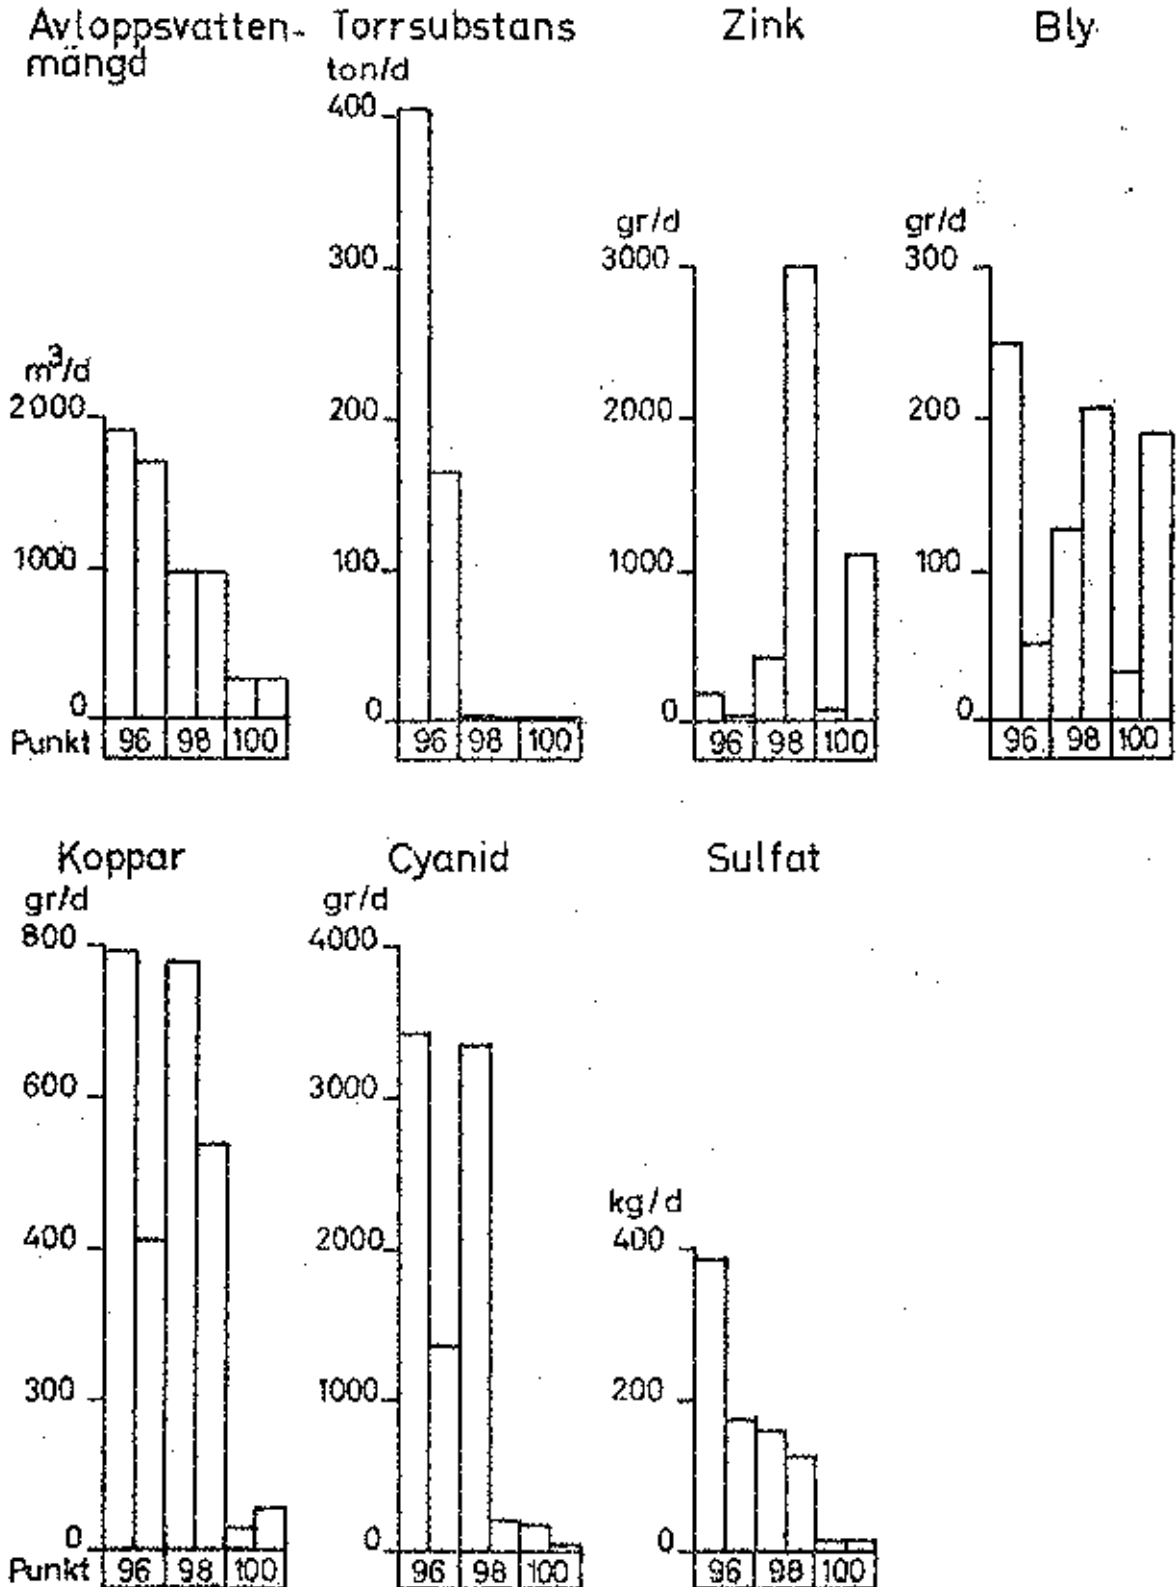 Avloppsvatten-
mängd
m³/d
2000
1000
0
Punkt 96 98 100
Torrsubstans
ton/d
400
300
200
100
0
96 98 100
Zink
gr/d
3000
2000
1000
0
96 98 100
Bly
gr/d
300
200
100
0
96 98 100
Koppar
gr/d
800
600
400
300
0
Punkt 96 98 100
Cyanid
gr/d
4000
3000
2000
1000
0
96 98 100
Sulfat
kg/d
400
200
0
96 98 100